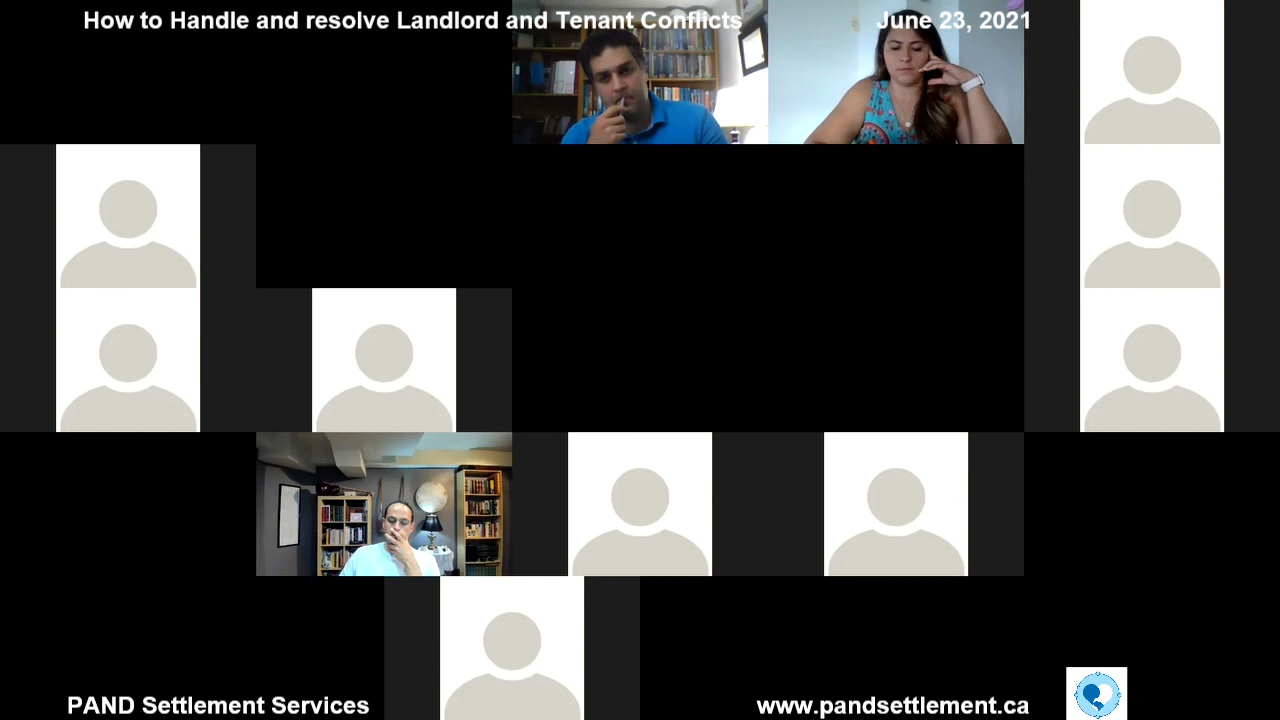 How to Handle and resolve Landlord and Tenant Conflicts
June 23, 2021
PAND Settlement Services
www.pandsettlement.ca